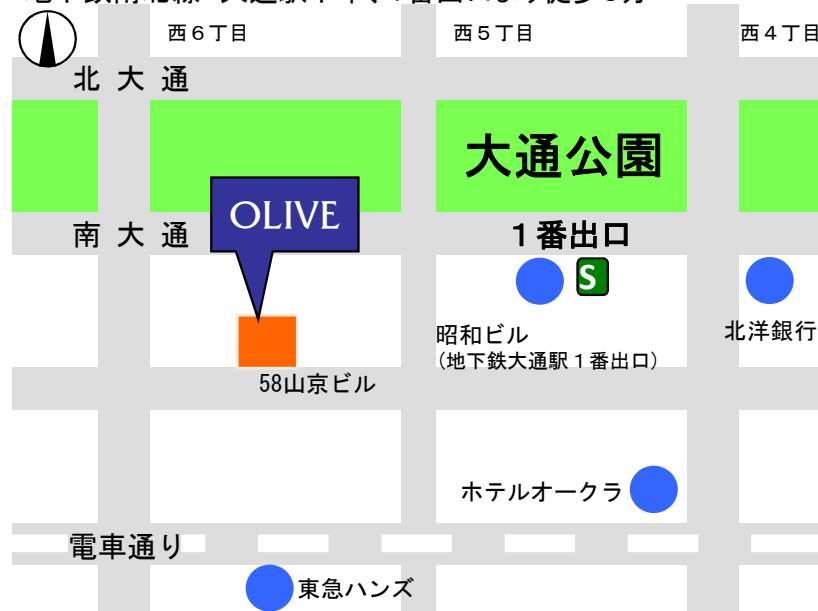 西６丁目
西５丁目
西４丁目
北大通
大通公園
OLIVE
南大通
１番出口
S
昭和ビル
(地下鉄大通駅１番出口)
北洋銀行
58山京ビル
ホテルオークラ
電車通り
東急ハンズ